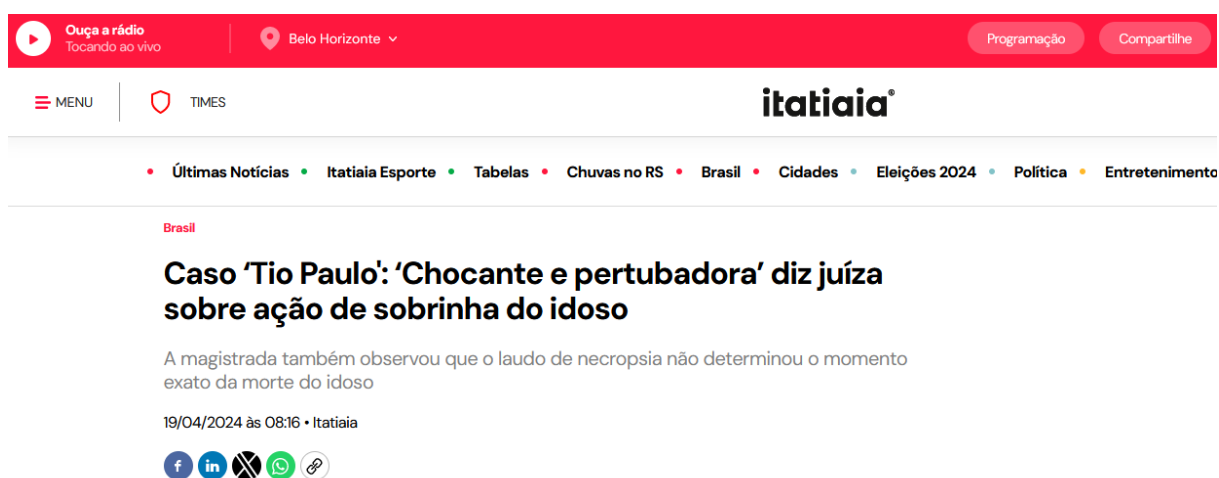 Ouça a rádio
Tocando ao vivo
Belo Horizonte
Programação
Compartilhe
MENU
TIMES
itatiaia®
Últimas Notícias • Itatiaia Esporte • Tabelas • Chuvas no RS • Brasil • Cidades • Eleições 2024 • Política • Entretenimento
Brasil
Caso ‘Tio Paulo': ‘Chocante e pertubadora’ diz juíza
sobre ação de sobrinha do idoso
A magistrada também observou que o laudo de necropsia não determinou o momento
exato da morte do idoso
19/04/2024 às 08:16 • Itatiaia